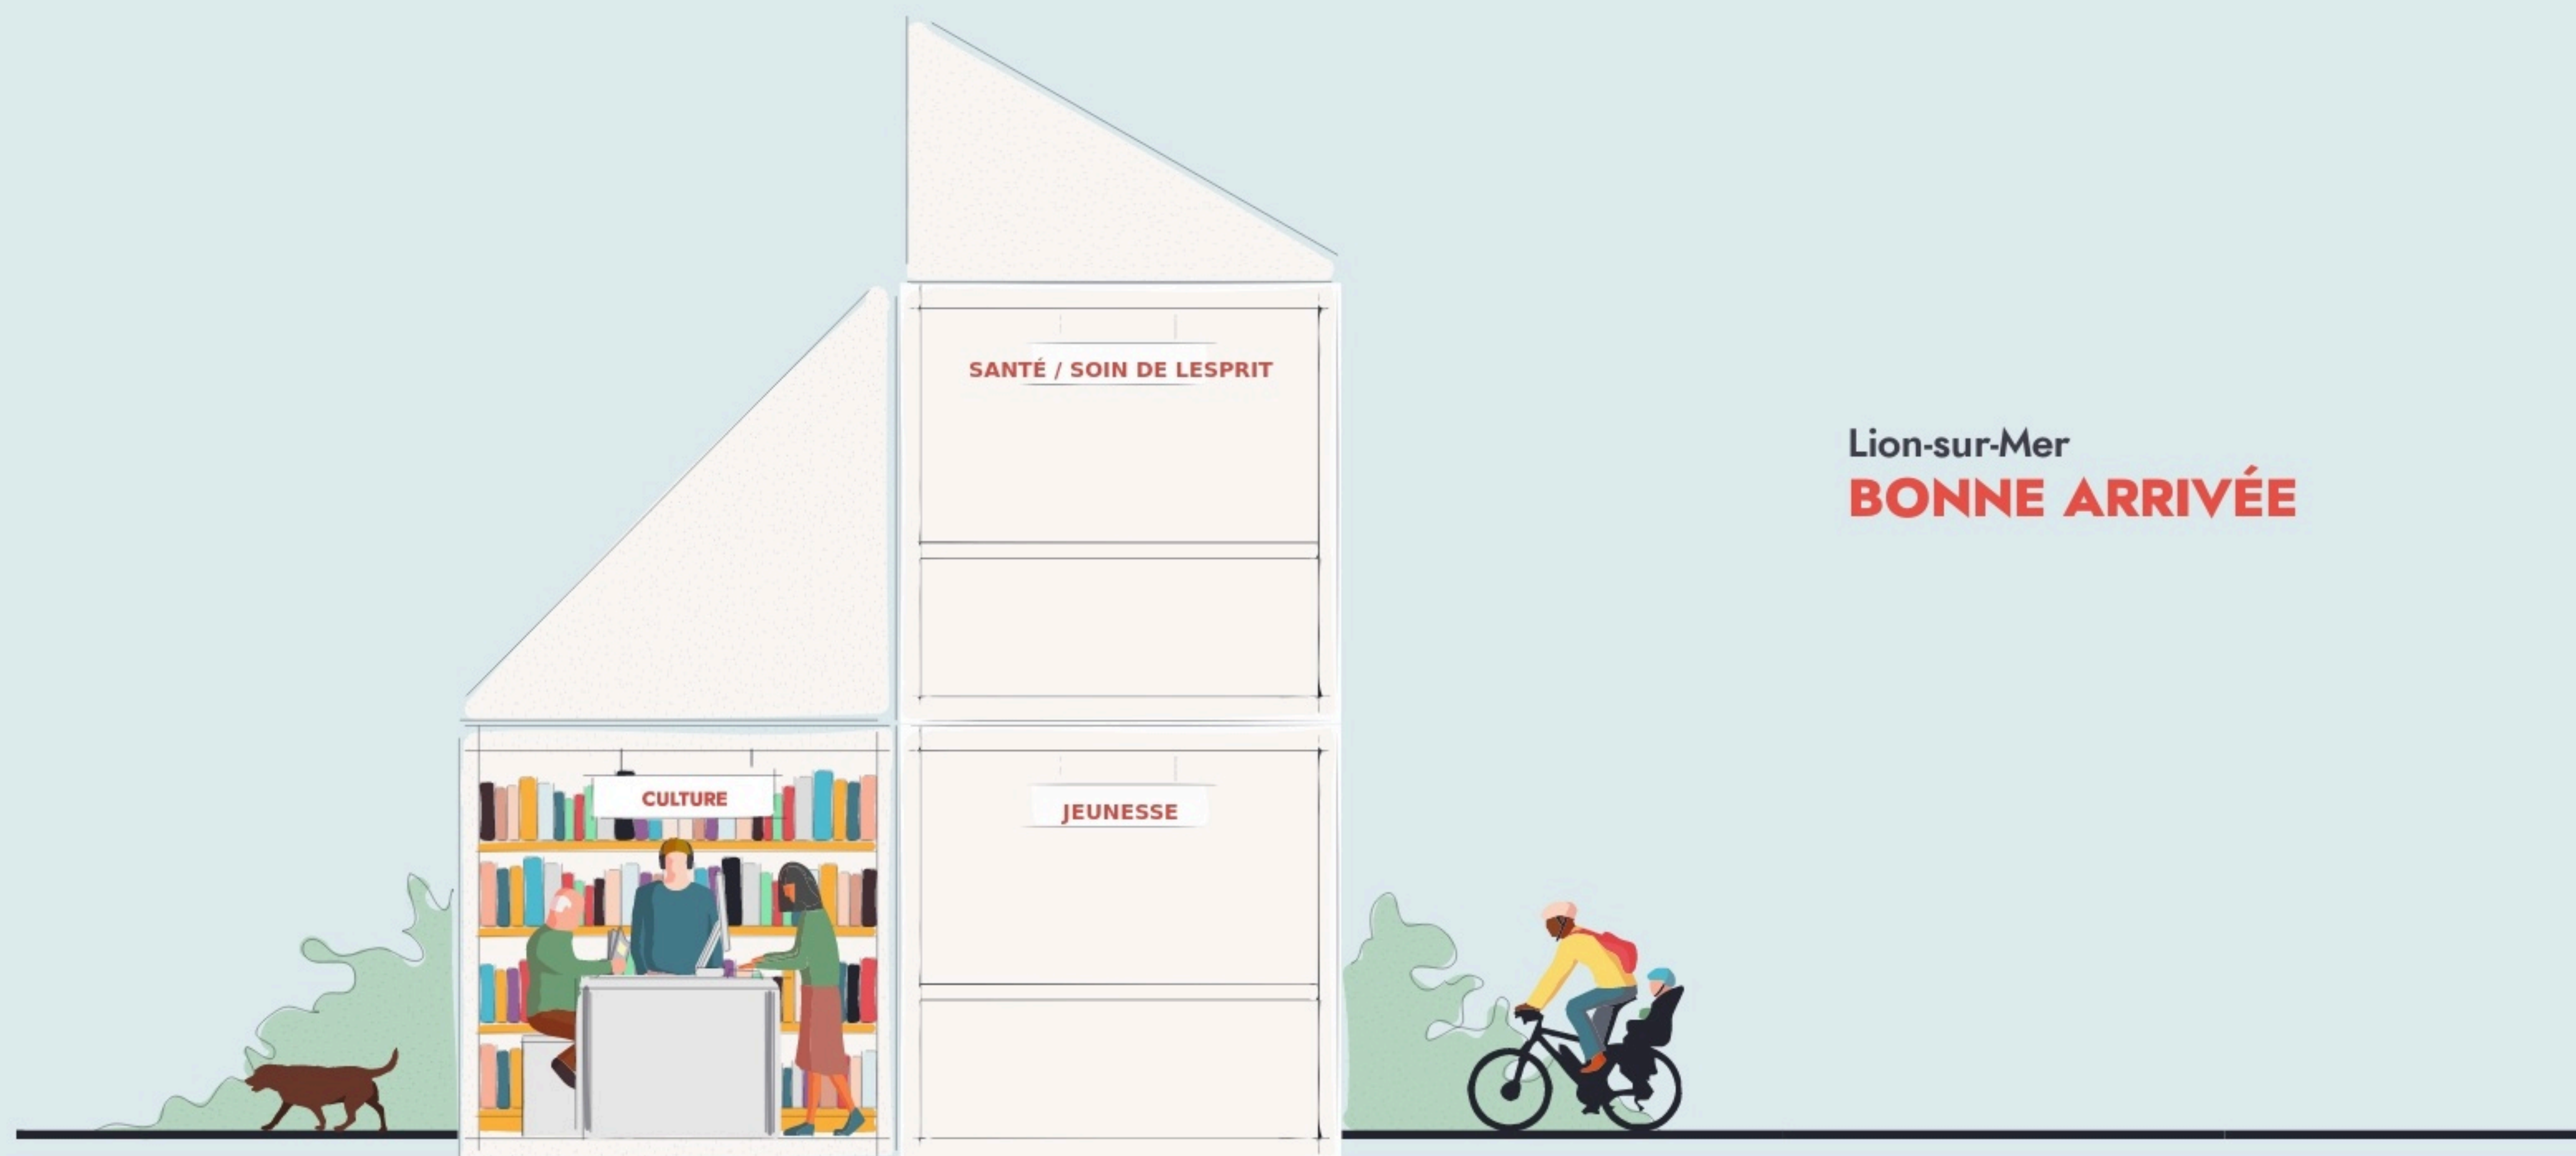 SANTÉ / SOIN DE LESPRIT
Lion-sur-Mer
BONNE ARRIVÉE
CULTURE
JEUNESSE